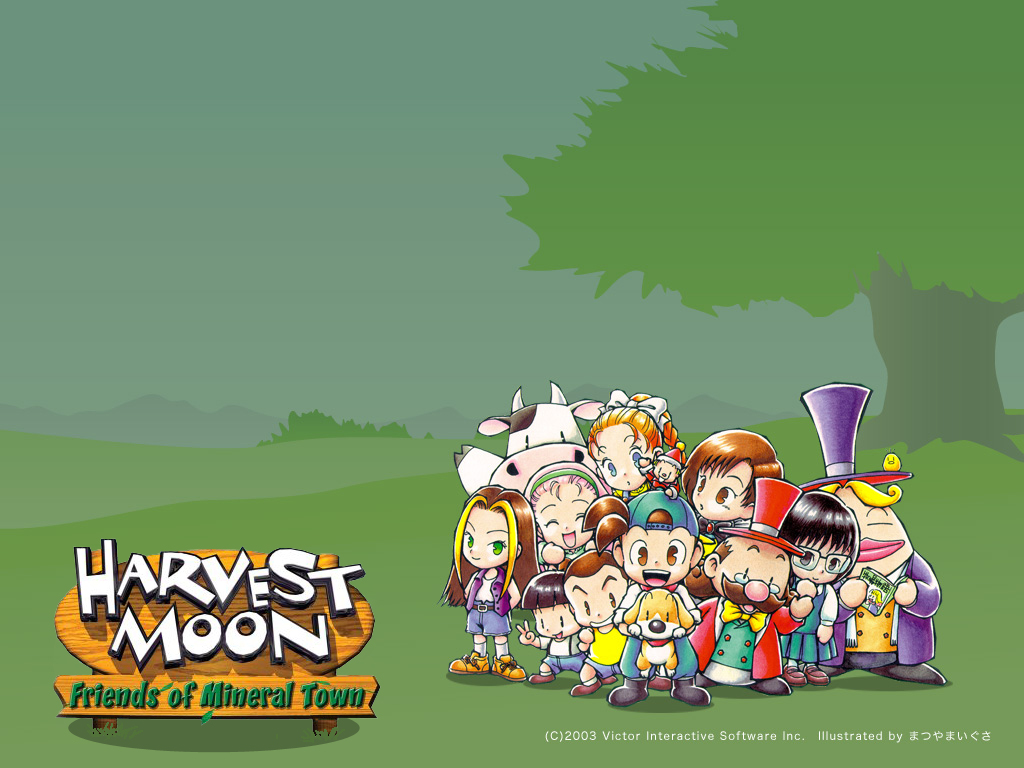 HARVEST
MOON
Friends of Mineral Town
(C)2003 Victor Interactive Software Inc. Illustrated by まつやまいぐさ